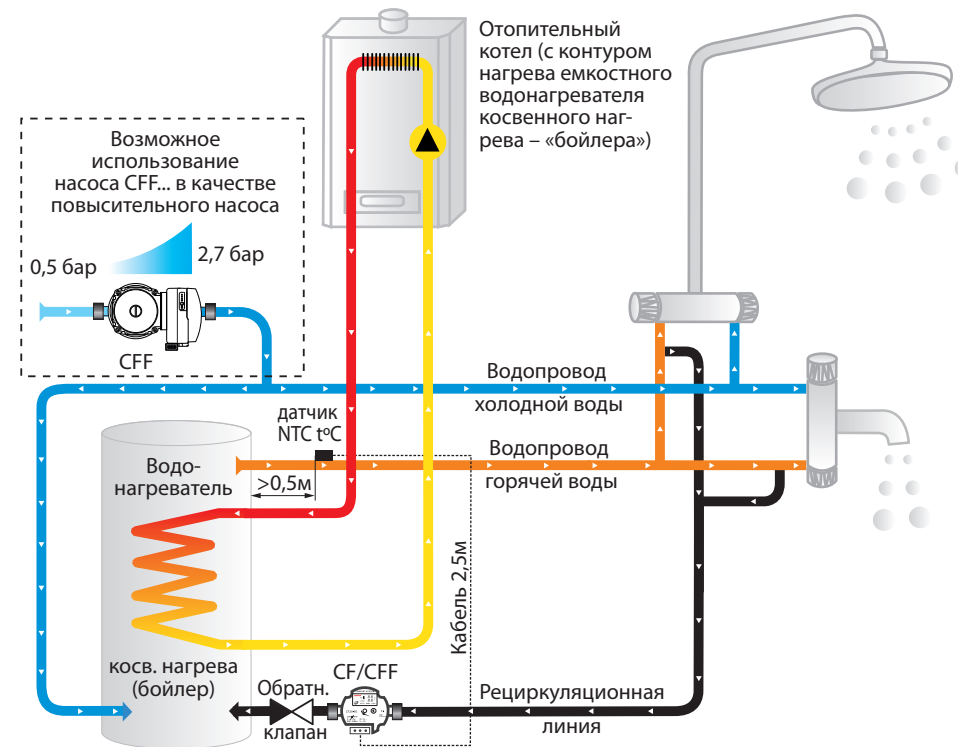 Отопительный
котел (с контуром
нагрева емкостного
водонагревателя
косвенного наг-
рева – «бойлера»)
Возможное
использование
насоса CFF... в качестве
повысительного насоса
0,5 бар
2,7 бар
CFF
Водопровод
холодной воды
датчик
NTC tºC
Водо-
нагреватель
>0,5м
Водопровод
горячей воды
Кабель 2,5м
косв. нагрева
(бойлер)
Обратн.
клапан
CF/CFF
Рециркуляционная
линия